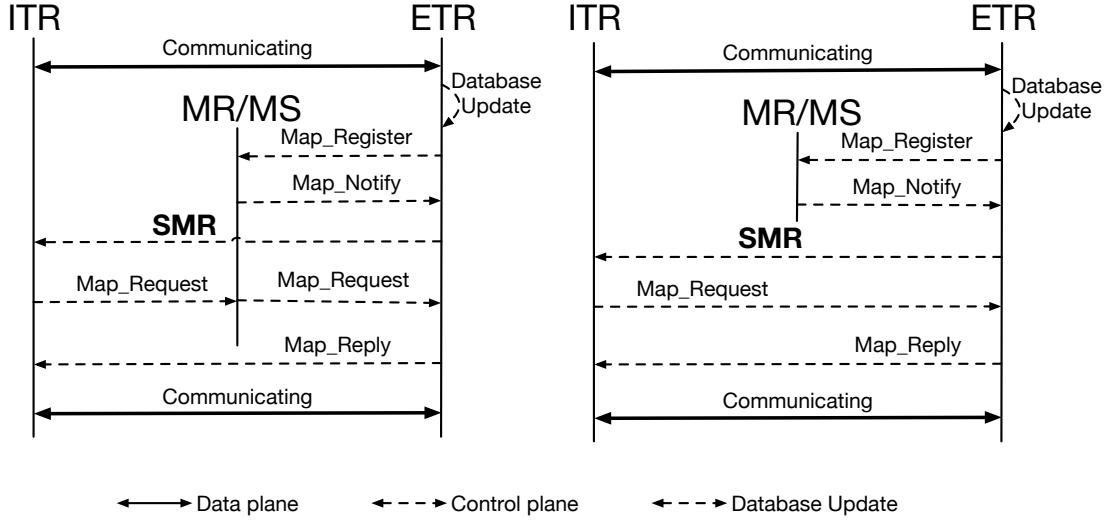 ITR
ETR
Communicating
Database
Update
MR/MS
Map_Register
Map_Notify
SMR
Map_Request
Map_Request
Map_Reply
Communicating
ITR
ETR
Communicating
Database
Update
MR/MS
Map_Register
Map_Notify
SMR
Map_Request
Map_Reply
Communicating
Data plane
Control plane
Database Update